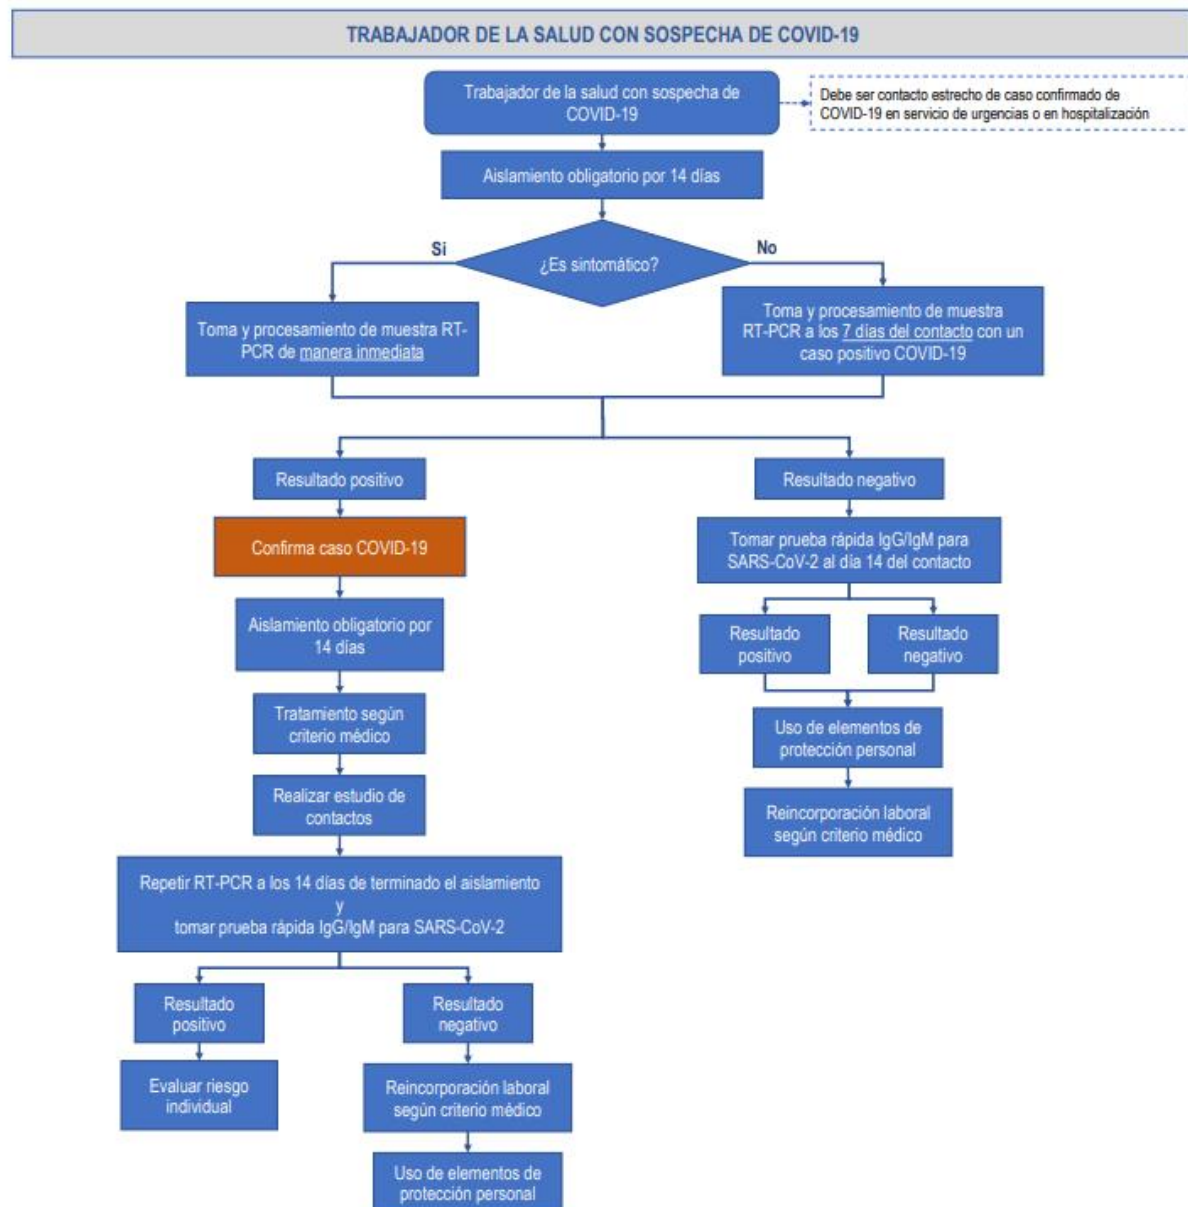 TRABAJADOR DE LA SALUD CON SOSPECHA DE COVID-19
Trabajador de la salud con sospecha de
COVID-19
Debe ser contacto estrecho de caso confirmado de
COVID-19 en servicio de urgencias o en hospitalización
Aislamiento obligatorio por 14 días
¿Es sintomático?
Si
No
Toma y procesamiento de muestra RT-
PCR de manera inmediata
Toma y procesamiento de muestra
RT-PCR a los 7 días del contacto con un
caso positivo COVID-19
Resultado positivo
Resultado negativo
Confirma caso COVID-19
Tomar prueba rápida IgG/IgM para
SARS-CoV-2 al día 14 del contacto
Aislamiento obligatorio por
14 días
Resultado
positivo
Resultado
negativo
Tratamiento según
criterio médico
Uso de elementos de
protección personal
Realizar estudio de
contactos
Reincorporación laboral
según criterio médico
Repetir RT-PCR a los 14 días de terminado el aislamiento
y
tomar prueba rápida IgG/IgM para SARS-CoV-2
Resultado
positivo
Resultado
negativo
Evaluar riesgo
individual
Reincorporación laboral
según criterio médico
Uso de elementos de
protección personal